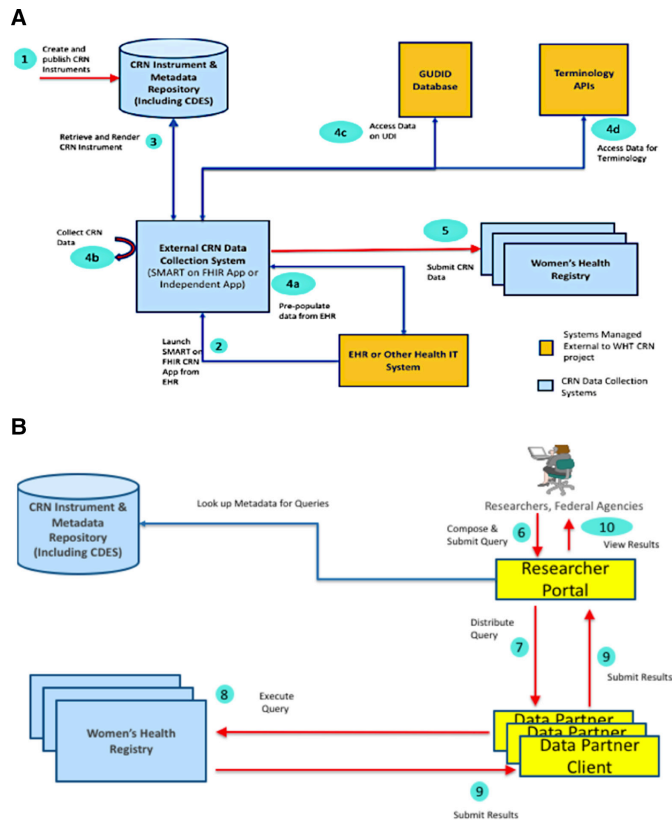 A
1
Create and
publish CRN
Instruments
CRN Instrument &
Metadata
Repository
(Including CDES)
GUDID
Database
Terminology
APIs
Retrieve and Render
CRN Instrument
3
4c
Access Data
on UDI
4d
Access Data for
Terminology
Collect CRN
Data
4b
External CRN Data
Collection System
(SMART on FHIR App or
Independent App)
5
Submit CRN
Data
Women's Health
Registry
4a
Pre-populate
data from EHR
Launch
SMART on
FHIR CRN
App from
EHR
2
EHR or Other Health IT
System
Systems Managed
External to WHT CRN
project
CRN Data Collection
Systems
B
CRN Instrument &
Metadata
Repository
(Including CDES)
Look up Metadata for Queries
Researchers, Federal Agencies
Compose &
Submit Query
6
10
View Results
Researcher
Portal
Distribute
Query
7
9
Submit Results
8
Execute
Query
Women's Health
Registry
Data Partner
Data Partner
Data Partner
Client
9
Submit Results